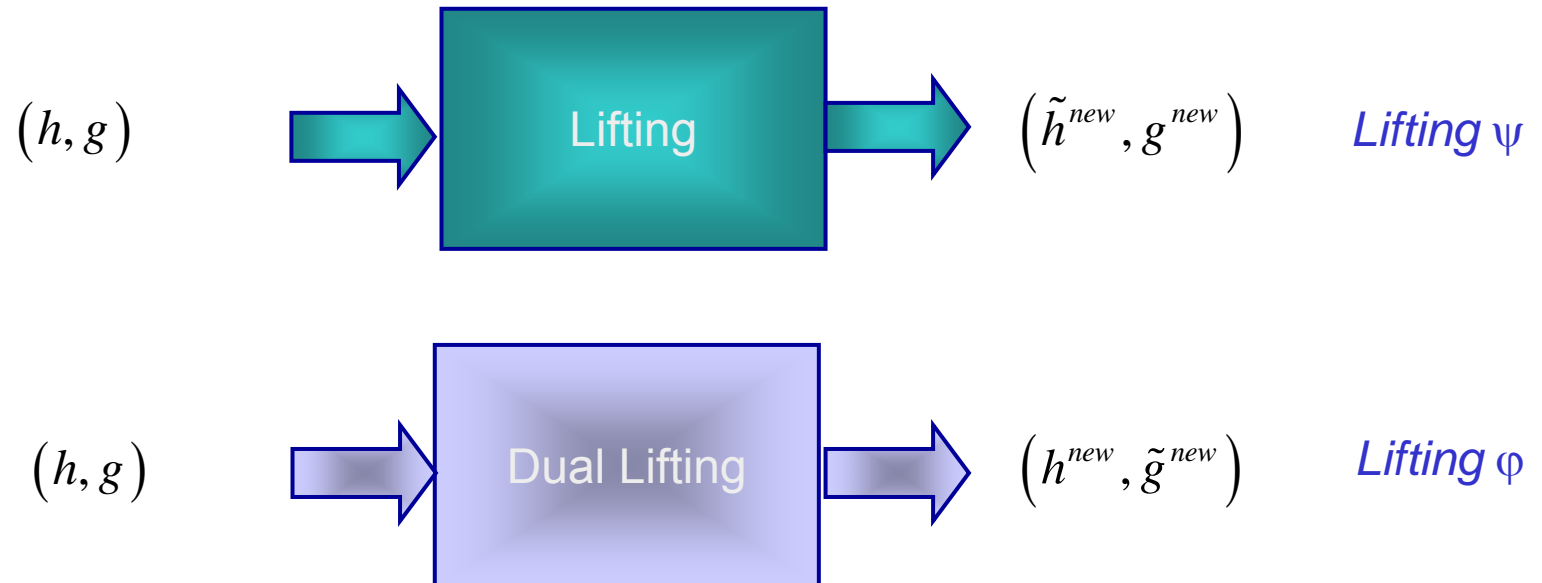 (h, g) Lifting (h̃^new, g^new) Lifting ψ
(h, g) Dual Lifting (h^new, g̃^new) Lifting φ